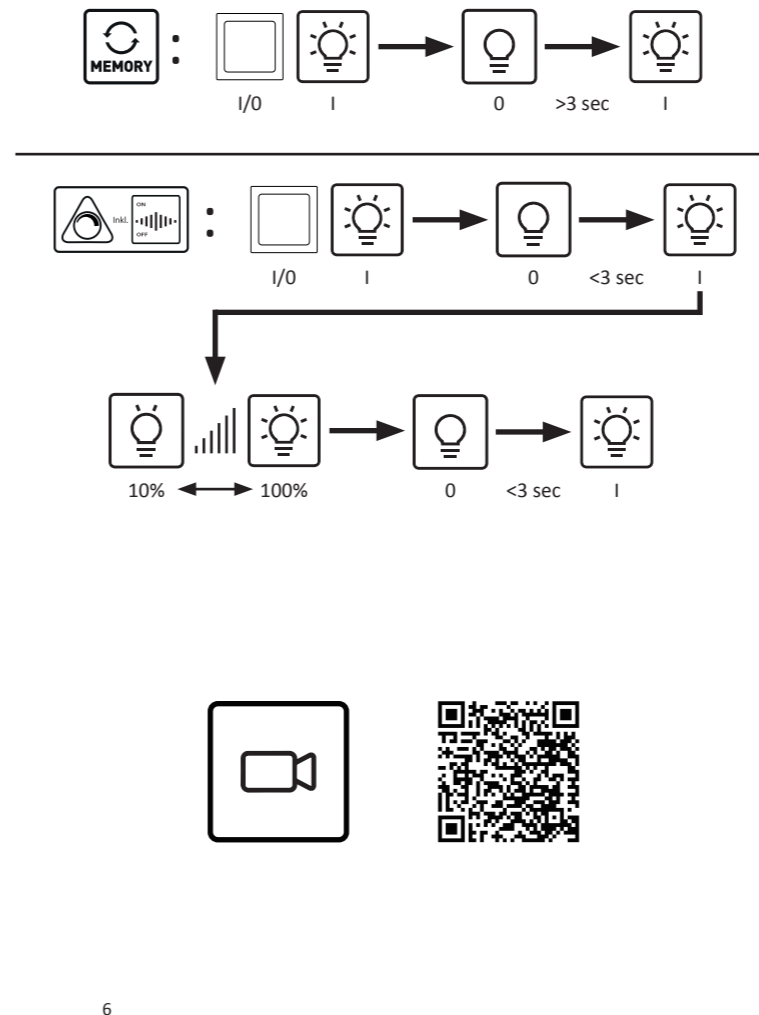 MEMORY :
I/0 I 0 >3 sec I
Inkl. ON
OFF :
I/0 I 0 <3 sec I
10% 100% 0 <3 sec I
6